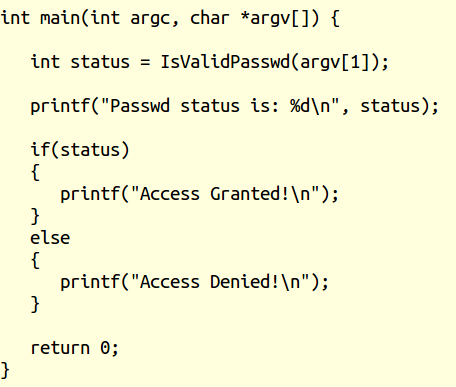 int main(int argc, char *argv[]) {
int status = IsValidPasswd(argv[1]);
printf("Passwd status is: %d\n", status);
if(status)
{
printf("Access Granted!\n");
}
else
{
printf("Access Denied!\n");
}
return 0;
}